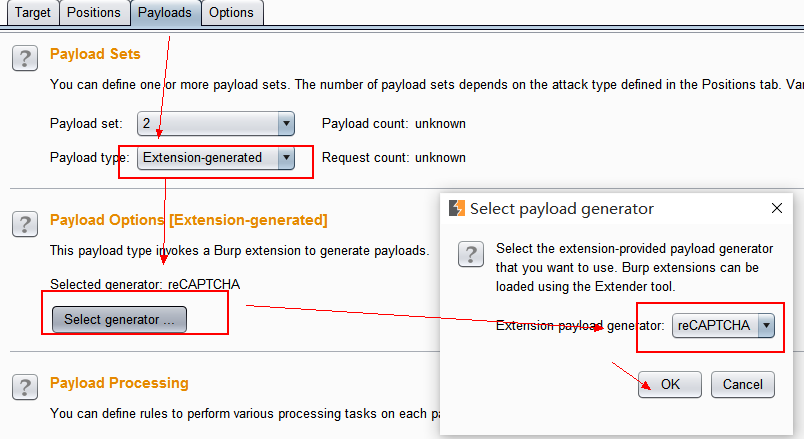 Target Positions Payloads Options
Payload Sets
You can define one or more payload sets. The number of payload sets depends on the attack type defined in the Positions tab. Var
Payload set: 2 Payload count: unknown
Payload type: Extension-generated Request count: unknown
Payload Options [Extension-generated]
This payload type invokes a Burp extension to generate payloads.
Selected generator: reCAPTCHA
Select generator ...
Payload Processing
You can define rules to perform various processing tasks on each pa
Select payload generator
Select the extension-provided payload generator
that you want to use. Burp extensions can be
loaded using the Extender tool.
Extension payload generator: reCAPTCHA
OK Cancel